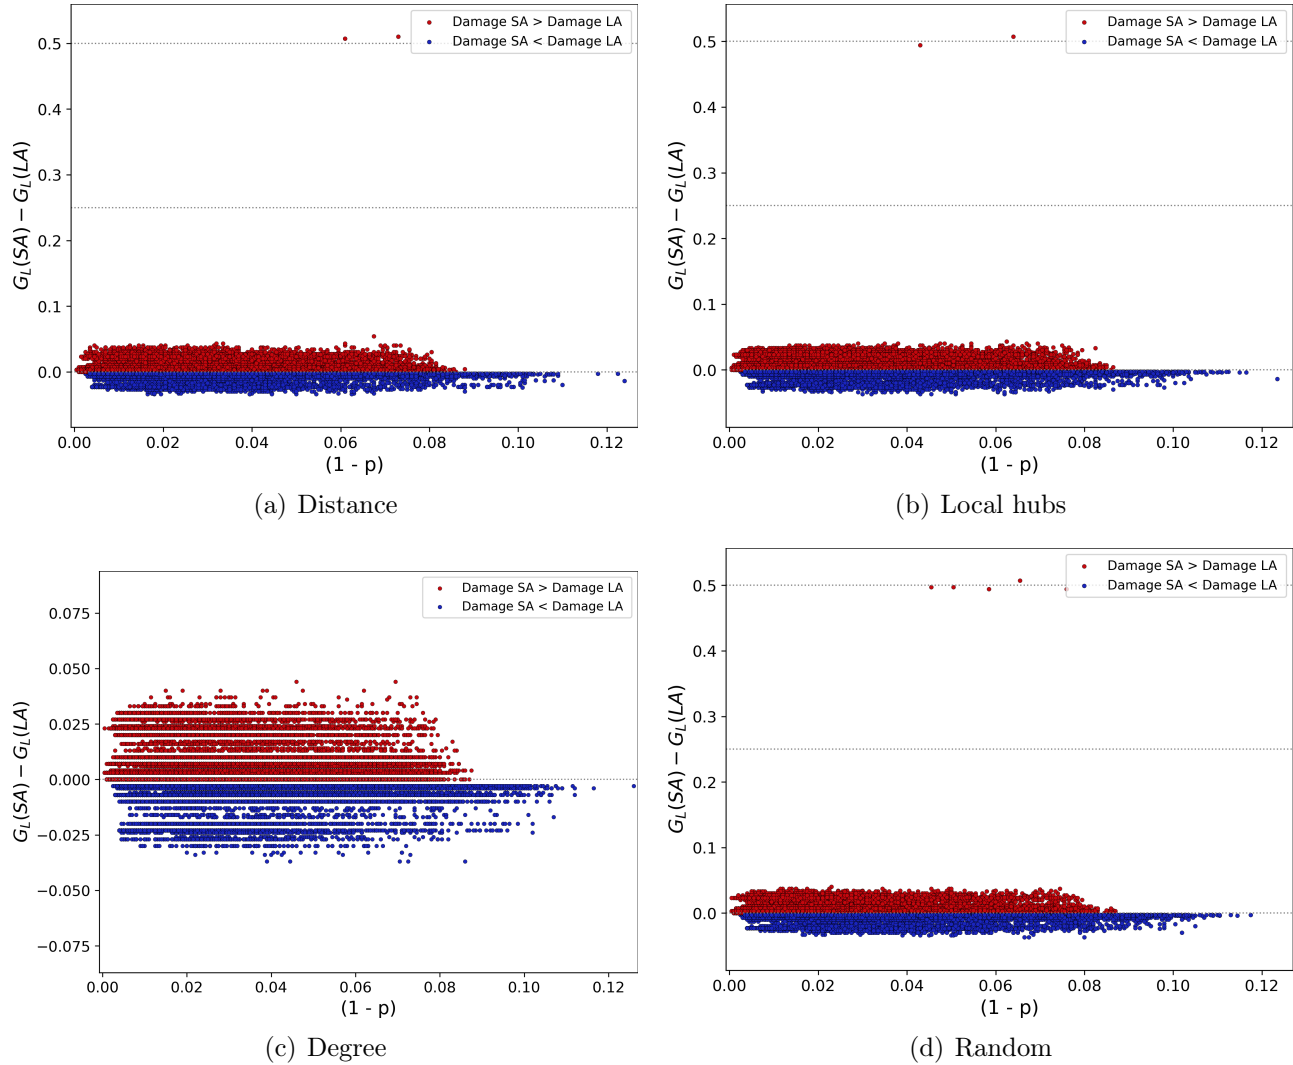 Damage SA > Damage LA
Damage SA < Damage LA
0.5
0.4
0.3
0.2
0.1
0.0
G_L(SA) − G_L(LA)
0.00 0.02 0.04 0.06 0.08 0.10 0.12
(1 - p)
(a) Distance
Damage SA > Damage LA
Damage SA < Damage LA
0.5
0.4
0.3
0.2
0.1
0.0
G_L(SA) − G_L(LA)
0.00 0.02 0.04 0.06 0.08 0.10 0.12
(1 - p)
(b) Local hubs
Damage SA > Damage LA
Damage SA < Damage LA
0.075
0.050
0.025
0.000
−0.025
−0.050
−0.075
G_L(SA) − G_L(LA)
0.00 0.02 0.04 0.06 0.08 0.10 0.12
(1 - p)
(c) Degree
Damage SA > Damage LA
Damage SA < Damage LA
0.5
0.4
0.3
0.2
0.1
0.0
G_L(SA) − G_L(LA)
0.00 0.02 0.04 0.06 0.08 0.10 0.12
(1 - p)
(d) Random